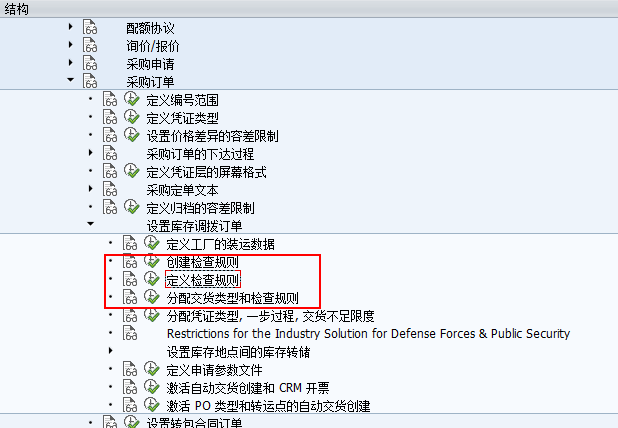 结构
配额协议
询价/报价
采购申请
采购订单
定义编号范围
定义凭证类型
设置价格差异的容差限制
采购订单的下达过程
定义凭证层的屏幕格式
采购定单文本
定义归档的容差限制
设置库存调拨订单
定义工厂的装运数据
创建检查规则
定义检查规则
分配交货类型和检查规则
分配凭证类型, 一步过程, 交货不足限度
Restrictions for the Industry Solution for Defense Forces & Public Security
设置库存地点间的库存转储
定义申请参数文件
激活自动交货创建和 CRM 开票
激活 PO 类型和转运点的自动交货创建
设置转包合同订单